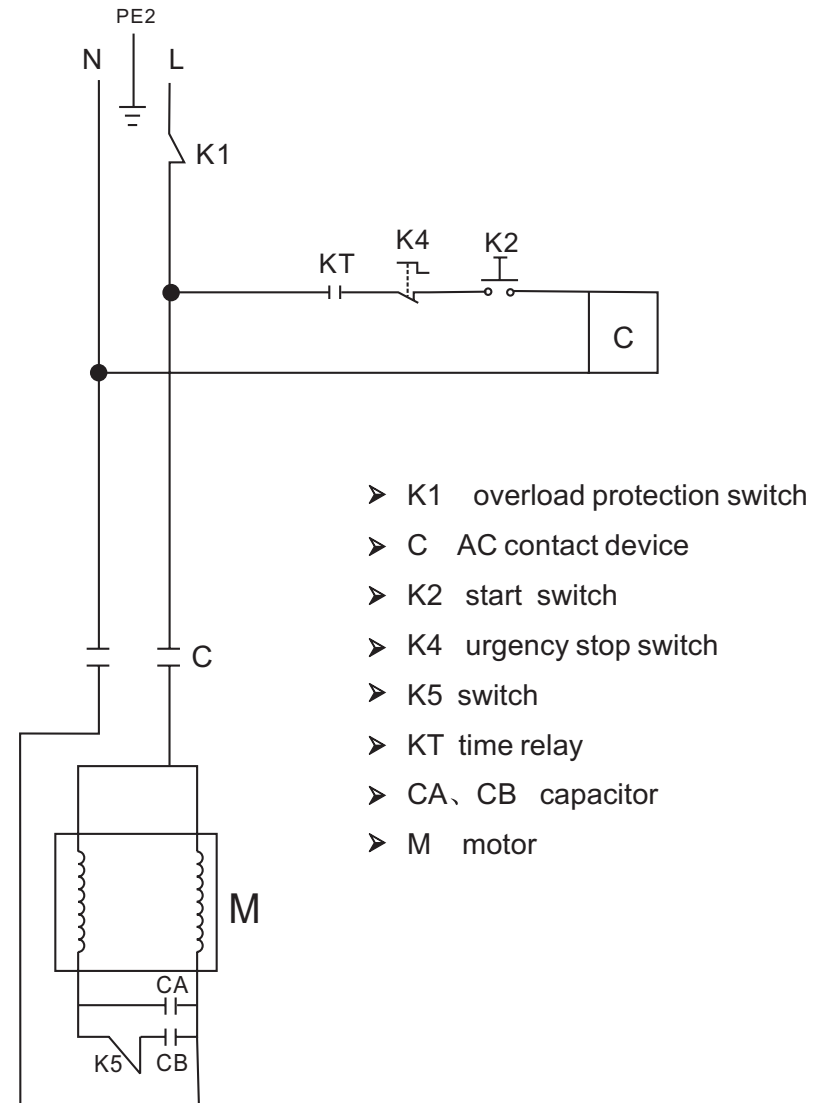 PE2
N
L
K1
KT
K4
K2
C
K1 overload protection switch
C AC contact device
K2 start switch
K4 urgency stop switch
K5 switch
KT time relay
CA、CB capacitor
M motor
C
M
CA
K5
CB